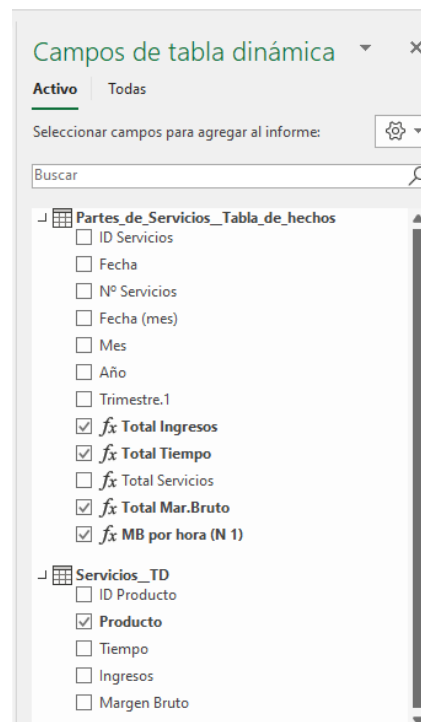 Campos de tabla dinámica
Activo Todas
Seleccionar campos para agregar al informe:
Buscar
Partes_de_Servicios__Tabla_de_hechos
ID Servicios
Fecha
Nº Servicios
Fecha (mes)
Mes
Año
Trimestre.1
fx Total Ingresos
fx Total Tiempo
fx Total Servicios
fx Total Mar.Bruto
fx MB por hora (N 1)
Servicios__TD
ID Producto
Producto
Tiempo
Ingresos
Margen Bruto